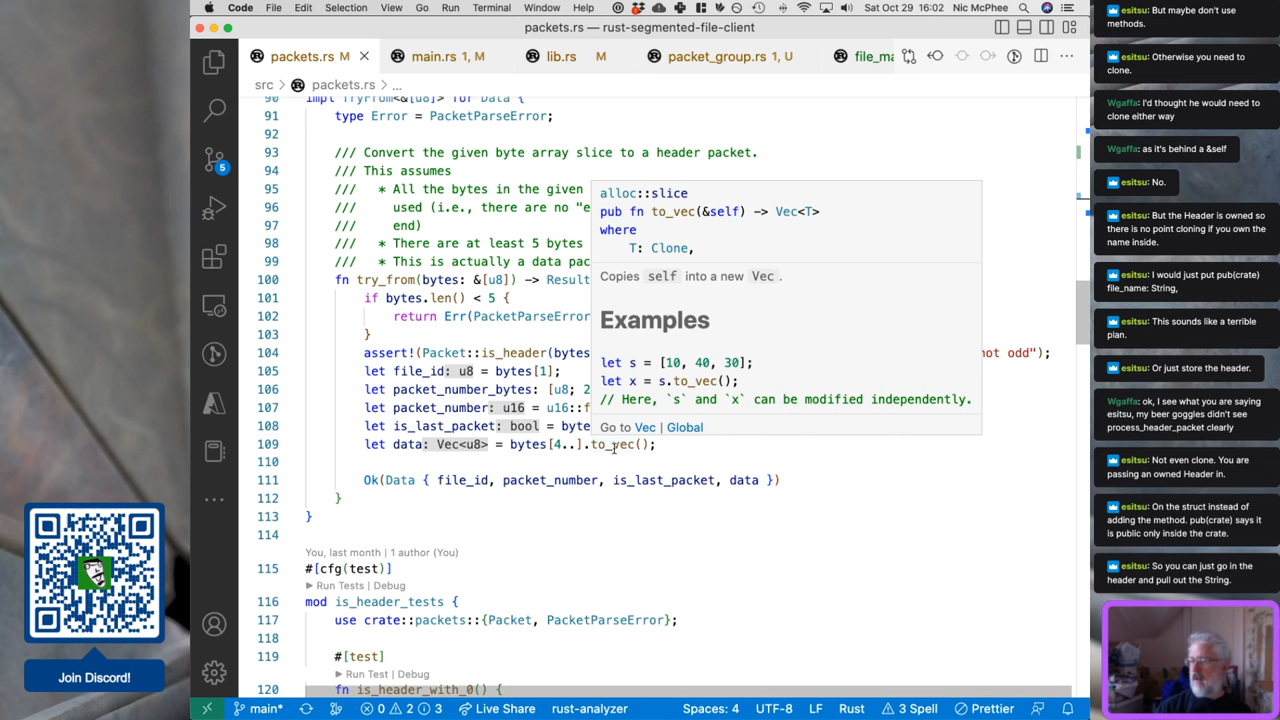 Code File Edit Selection View Go Run Terminal Window Help Sat Oct 29 16:02 Nic McPhee
packets.rs — rust-segmented-file-client
packets.rs M main.rs 1, M lib.rs M packet_group.rs 1, U file_ma
src > packets.rs > ...
90 impl TryFrom<&[u8]> for Data {
91 type Error = PacketParseError;
92
93 /// Convert the given byte array slice to a header packet.
94 /// This assumes
95 /// * All the bytes in the given
96 /// used (i.e., there are no "e
97 /// end)
98 /// * There are at least 5 bytes
99 /// * This is actually a data pac
100 fn try_from(bytes: &[u8]) -> Result
101 if bytes.len() < 5 {
102 return Err(PacketParseError
103 }
104 assert!(Packet::is_header(bytes not odd");
105 let file_id: u8 = bytes[1];
106 let packet_number_bytes: [u8; 2
107 let packet_number: u16 = u16::f
108 let is_last_packet: bool = byte
109 let data: Vec<u8> = bytes[4..].to_vec();
110
111 Ok(Data { file_id, packet_number, is_last_packet, data })
112 }
113 }
114
You, last month | 1 author (You)
115 #[cfg(test)]
▶ Run Tests | Debug
116 mod is_header_tests {
117 use crate::packets::{Packet, PacketParseError};
118
119 #[test]
▶ Run Test | Debug
120 fn is_header_with_0() {
alloc::slice
pub fn to_vec(&self) -> Vec<T>
where
T: Clone,
Copies self into a new Vec.
Examples
let s = [10, 40, 30];
let x = s.to_vec();
// Here, `s` and `x` can be modified independently.
Go to Vec | Global
5
main* 0 2 3 Live Share rust-analyzer Spaces: 4 UTF-8 LF Rust 3 Spell Prettier
Join Discord!
esitsu: But maybe don't use
methods.
esitsu: Otherwise you need to
clone.
Wgaffa: I'd thought he would need to
clone either way
Wgaffa: as it's behind a &self
esitsu: No.
esitsu: But the Header is owned so
there is no point cloning if you own the
name inside.
esitsu: I would just put pub(crate)
file_name: String,
esitsu: This sounds like a terrible
plan.
esitsu: Or just store the header.
Wgaffa: ok, I see what you are saying
esitsu, my beer goggles didn't see
process_header_packet clearly
esitsu: Not even clone. You are
passing an owned Header in.
esitsu: On the struct instead of
adding the method. pub(crate) says it
is public only inside the crate.
esitsu: So you can just go in the
header and pull out the String.